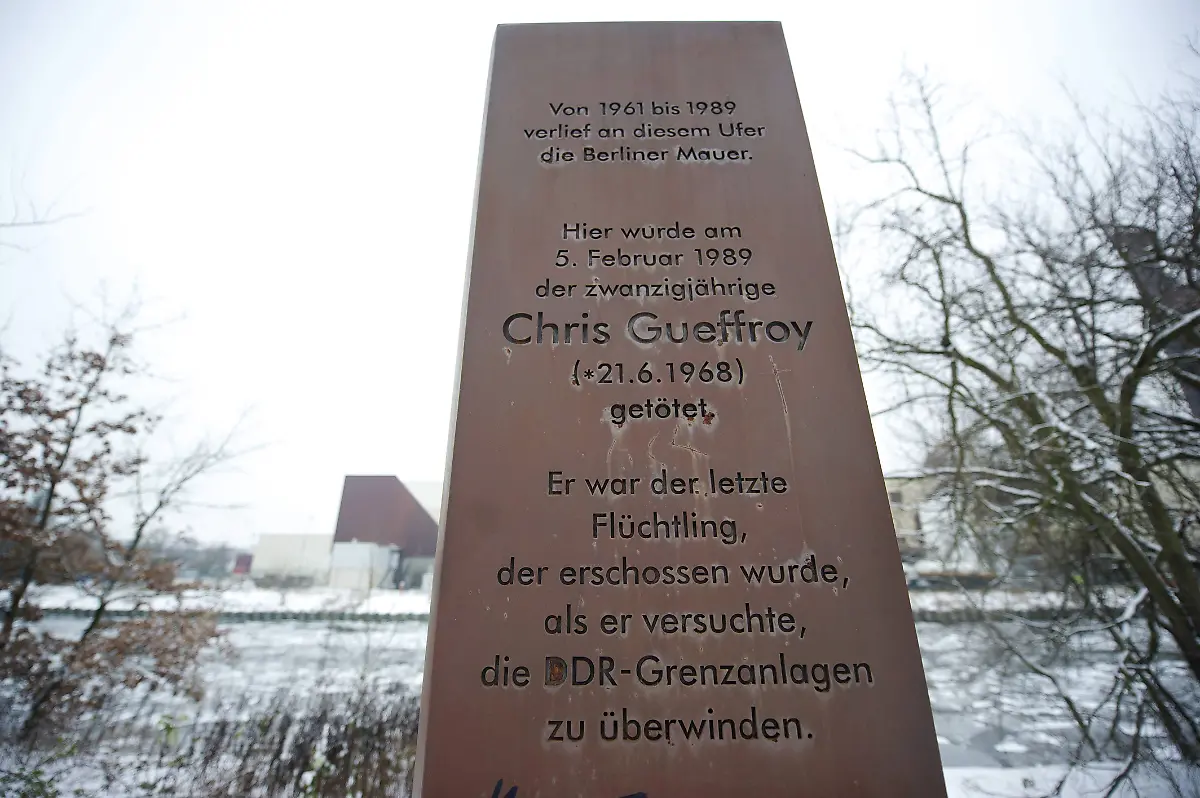 Von 1961 bis 1989
verlief an diesem Ufer
die Berliner Mauer.
Hier wurde am
5. Februar 1989
der zwanzigjährige
Chris Gueffroy
(*21.6.1968)
getötet.
Er war der letzte
Flüchtling,
der erschossen wurde,
als er versuchte,
die DDR-Grenzanlagen
zu überwinden.